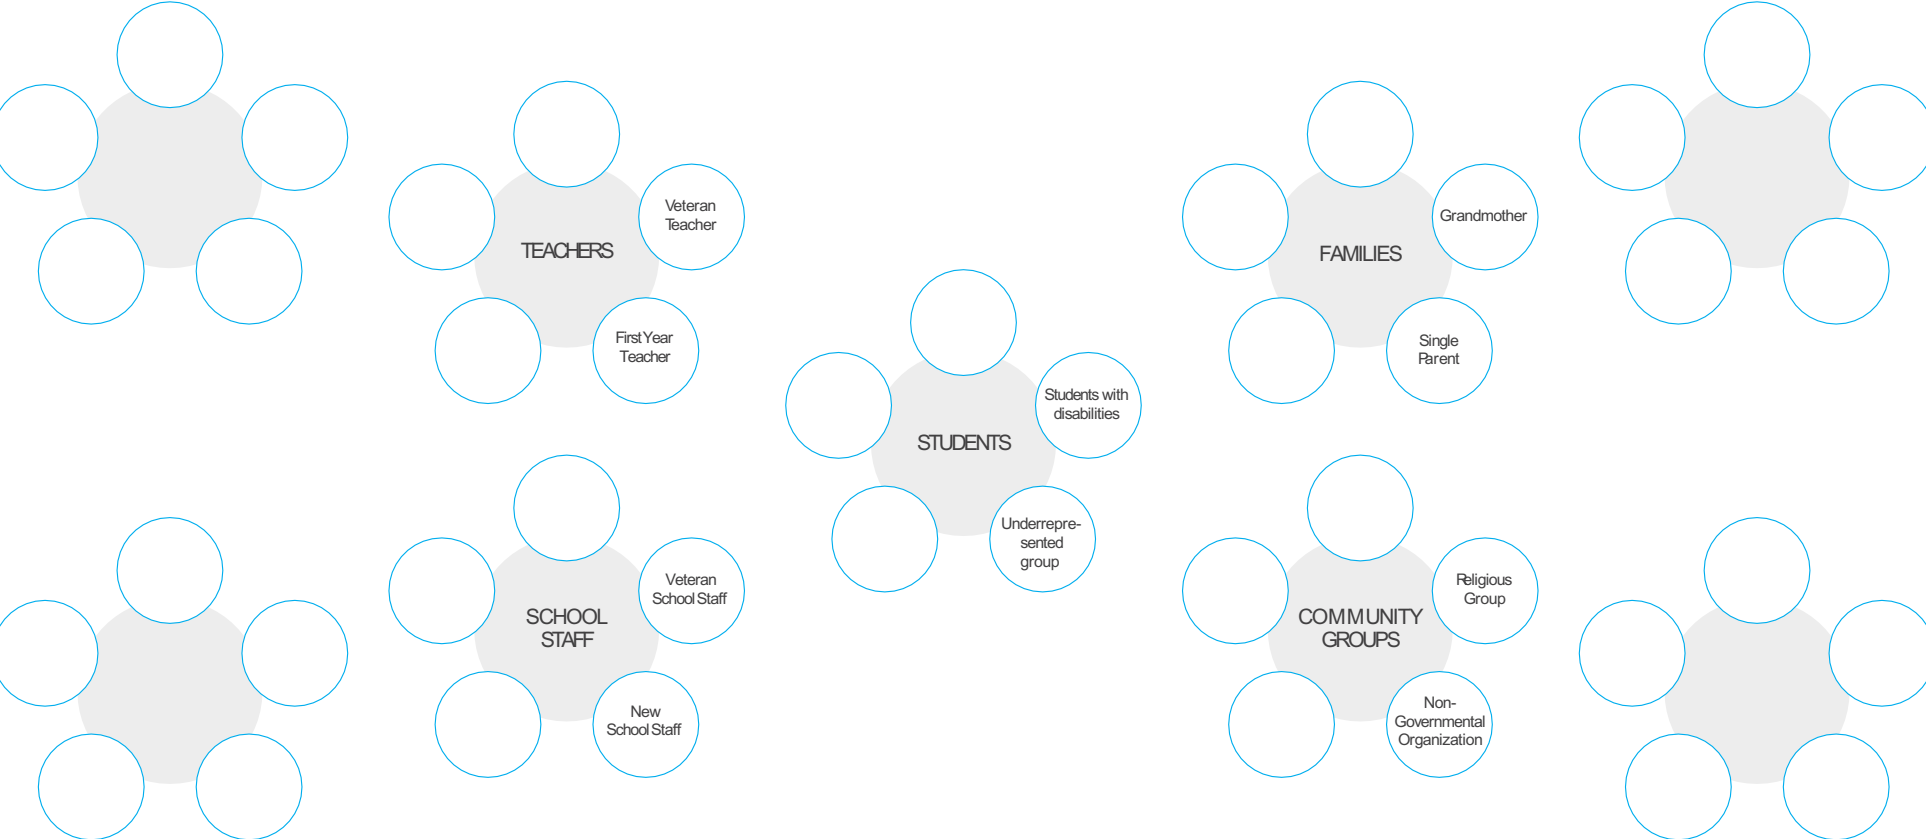 TEACHERS
Veteran
Teacher
First Year
Teacher
FAMILIES
Grandmother
Single
Parent
STUDENTS
Students with
disabilities
Underrepre-
sented
group
SCHOOL
STAFF
Veteran
School Staff
New
School Staff
COMMUNITY
GROUPS
Religious
Group
Non-
Governmental
Organization